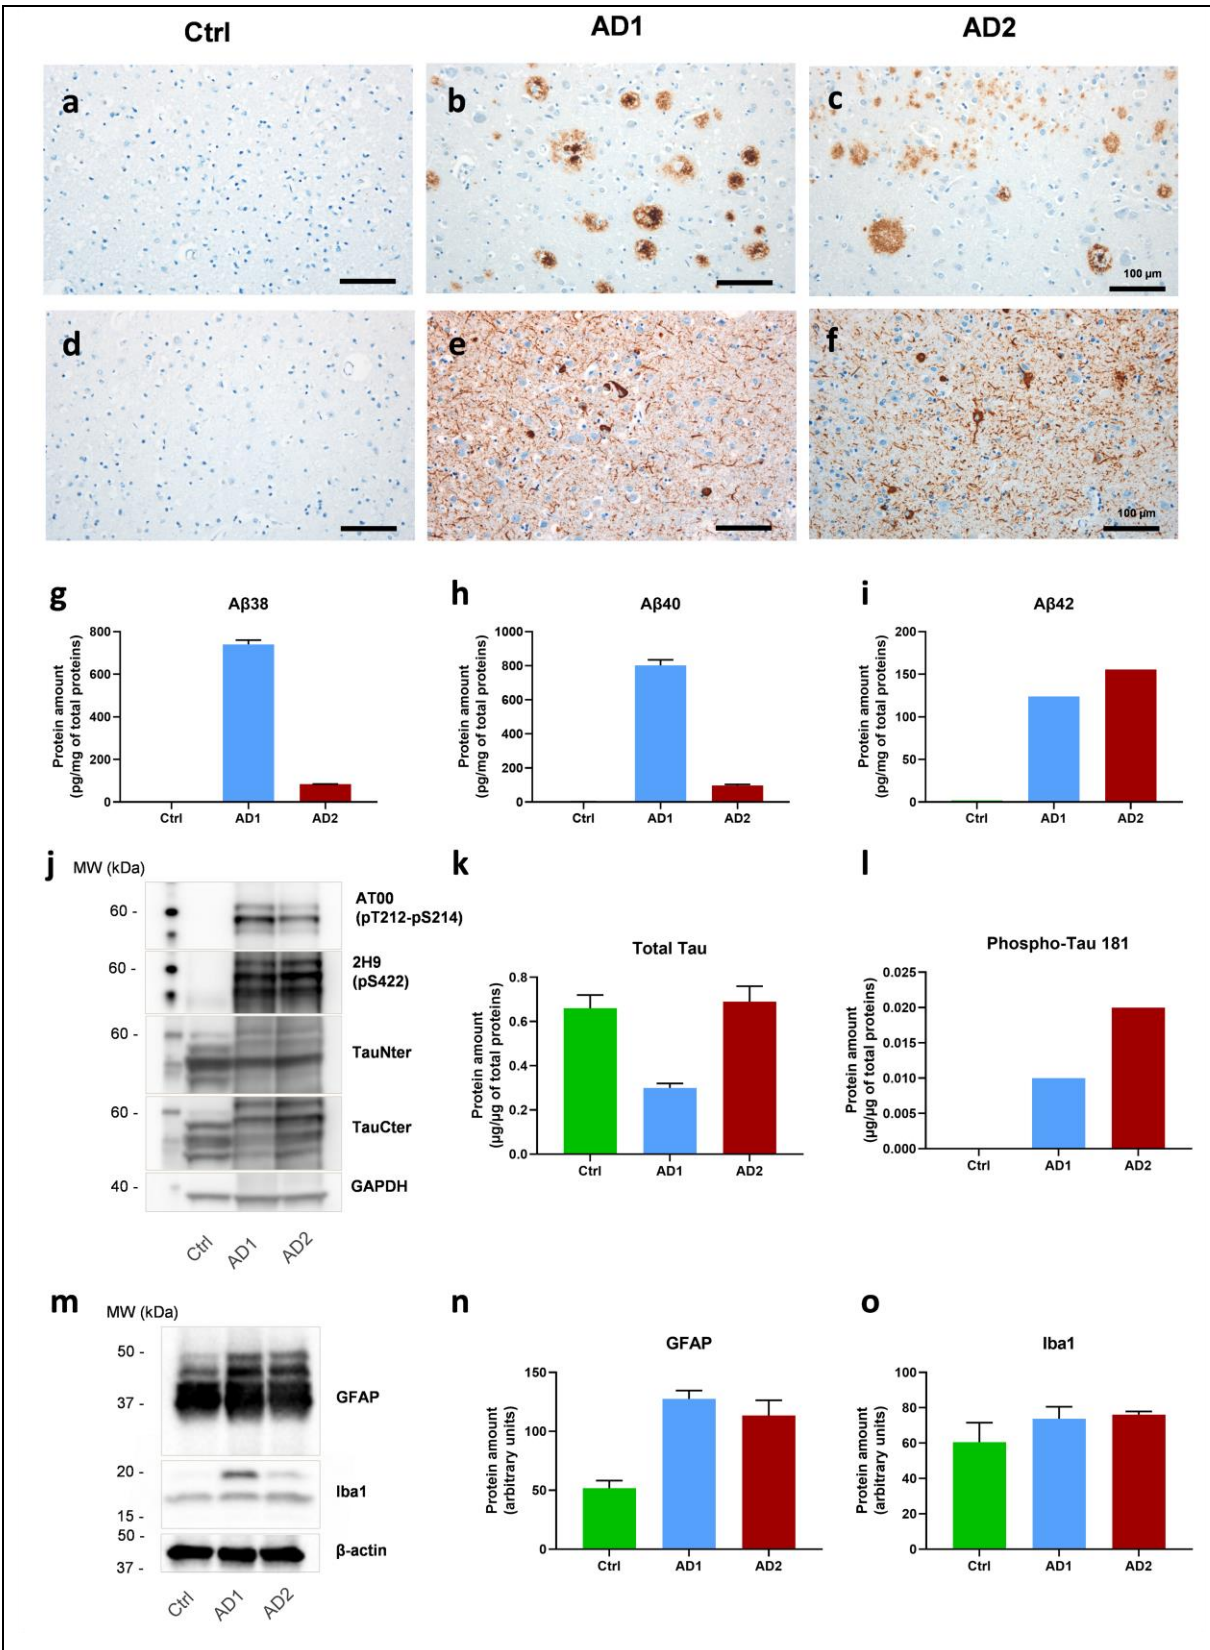 Ctrl AD1 AD2
a b c
100 µm
d e f
100 µm
g h i
Aβ38 Aβ40 Aβ42
Protein amount
(pg/mg of total proteins)
800
600
400
200
0
Ctrl AD1 AD2
Protein amount
(pg/mg of total proteins)
1000
800
600
400
200
0
Ctrl AD1 AD2
Protein amount
(pg/mg of total proteins)
200
150
100
50
0
Ctrl AD1 AD2
j MW (kDa)
60 -
AT00
(pT212-pS214)
60 -
2H9
(pS422)
60 -
TauNter
60 -
TauCter
40 -
GAPDH
Ctrl AD1 AD2
k
Total Tau
Protein amount
(µg/µg of total proteins)
0.8
0.6
0.4
0.2
0.0
Ctrl AD1 AD2
l
Phospho-Tau 181
Protein amount
(µg/µg of total proteins)
0.025
0.020
0.015
0.010
0.005
0.000
Ctrl AD1 AD2
m MW (kDa)
50 -
37 -
GFAP
20 -
Iba1
15 -
50 -
β-actin
37 -
Ctrl AD1 AD2
n
GFAP
Protein amount
(arbitrary units)
150
100
50
0
Ctrl AD1 AD2
o
Iba1
Protein amount
(arbitrary units)
100
80
60
40
20
0
Ctrl AD1 AD2